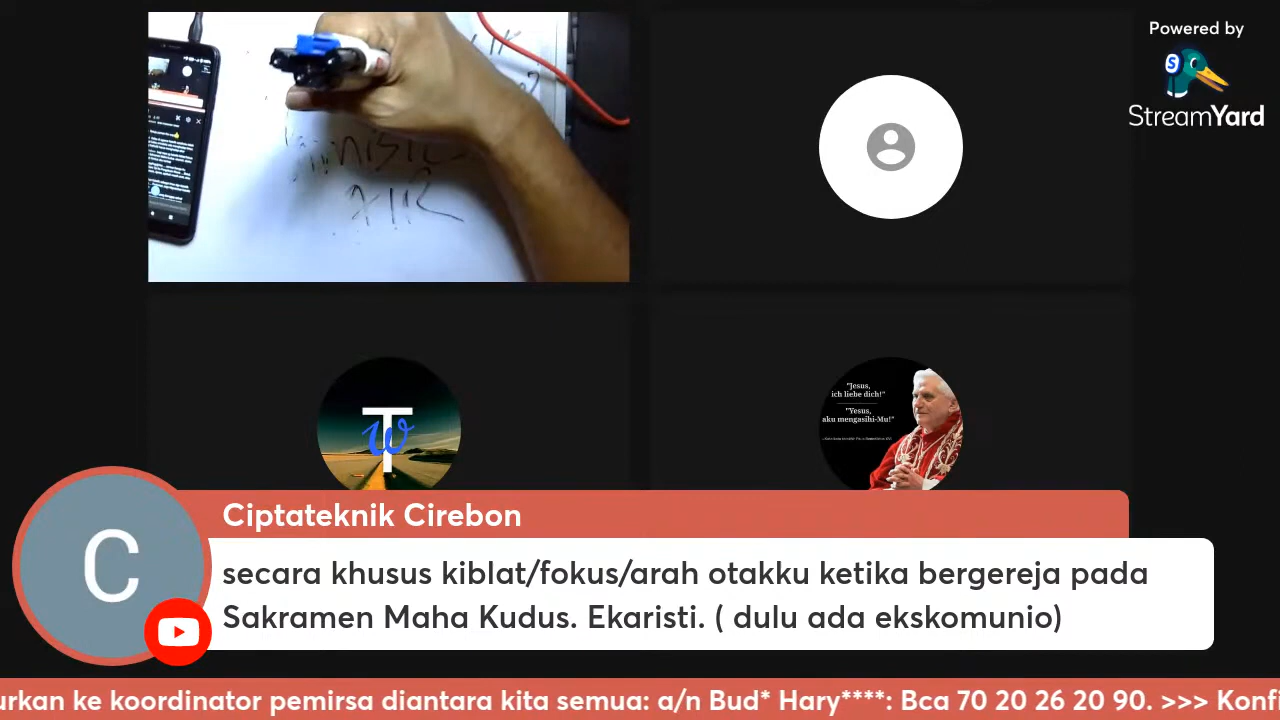 Powered by
S
StreamYard
"Jesus,
ich liebe dich!"
"Yesus,
aku mengasihi-Mu!"
T
w
C
Ciptateknik Cirebon
secara khusus kiblat/fokus/arah otakku ketika bergereja pada
Sakramen Maha Kudus. Ekaristi. ( dulu ada ekskomunio)
urkan ke koordinator pemirsa diantara kita semua: a/n Bud* Hary****: Bca 70 20 26 20 90. >>> Konfi